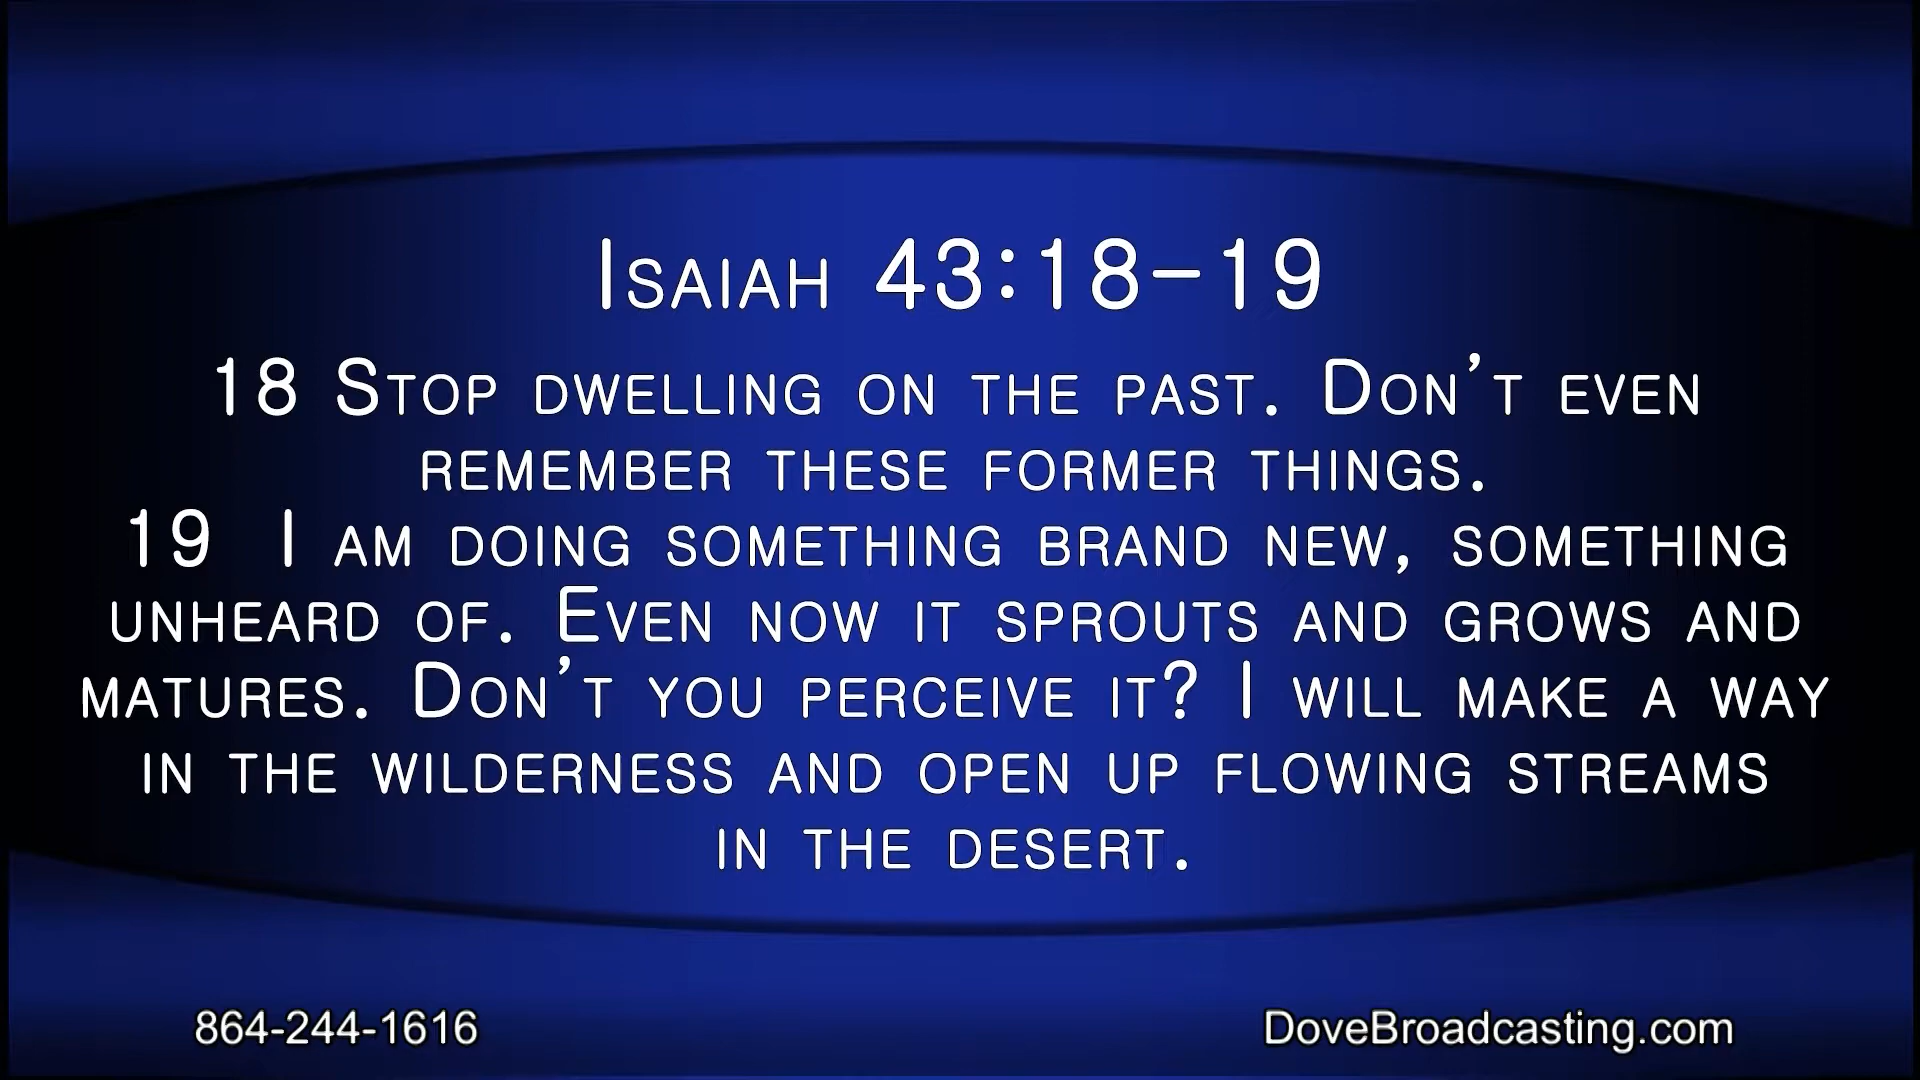 Isaiah 43:18-19
18 Stop dwelling on the past. Don't even
remember these former things.
19 I am doing something brand new, something
unheard of. Even now it sprouts and grows and
matures. Don't you perceive it? I will make a way
in the wilderness and open up flowing streams
in the desert.
864-244-1616
DoveBroadcasting.com